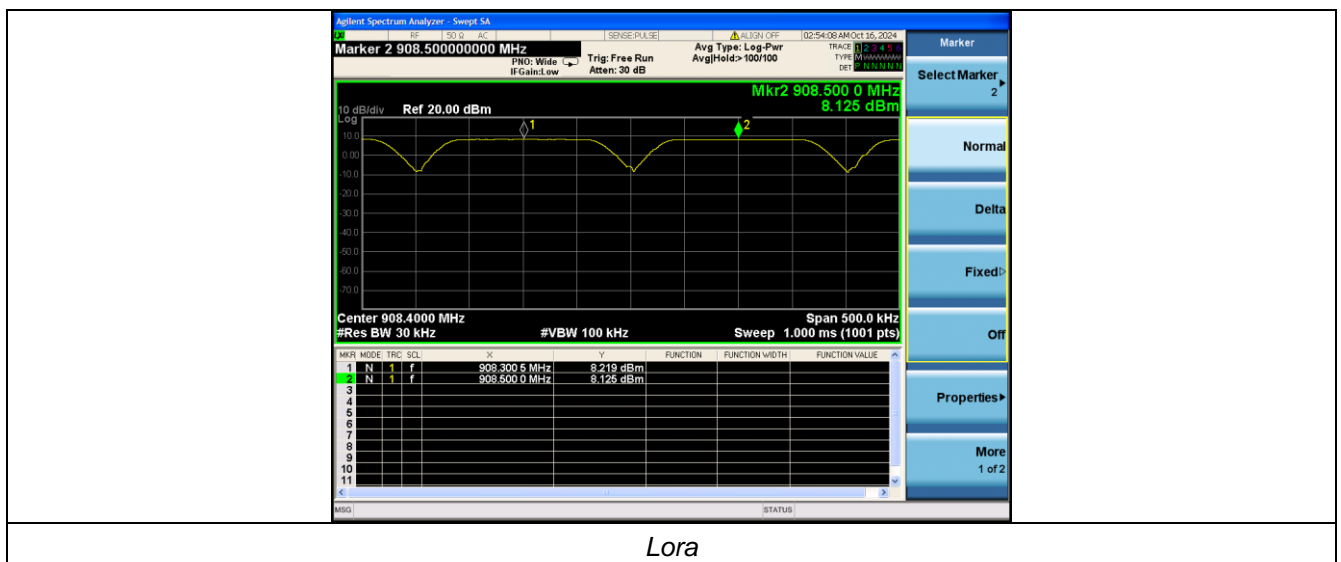 Agilent Spectrum Analyzer - Swept SA
RF 50 Ω AC SENSE:PULSE ALIGN OFF 02:54:08 AM Oct 16, 2024
Marker 2 908.500000000 MHz
PNO: Wide
IFGain:Low
Trig: Free Run
Atten: 30 dB
Avg Type: Log-Pwr
Avg|Hold:>100/100
TRACE 1 2 3 4 5 6
TYPE M
DET P N N N N N
Mkr2 908.500 0 MHz
8.125 dBm
10 dB/div Ref 20.00 dBm
Log
10.0
0.00
-10.0
-20.0
-30.0
-40.0
-50.0
-60.0
-70.0
1
2
Center 908.4000 MHz Span 500.0 kHz
#Res BW 30 kHz #VBW 100 kHz Sweep 1.000 ms (1001 pts)
MKR MODE TRC SCL X Y FUNCTION FUNCTION WIDTH FUNCTION VALUE
1 N 1 f 908.300 5 MHz 8.219 dBm
2 N 1 f 908.500 0 MHz 8.125 dBm
3
4
5
6
7
8
9
10
11
MSG STATUS
Marker
Select Marker
2
Normal
Delta
Fixed
Off
Properties
More
1 of 2
Lora